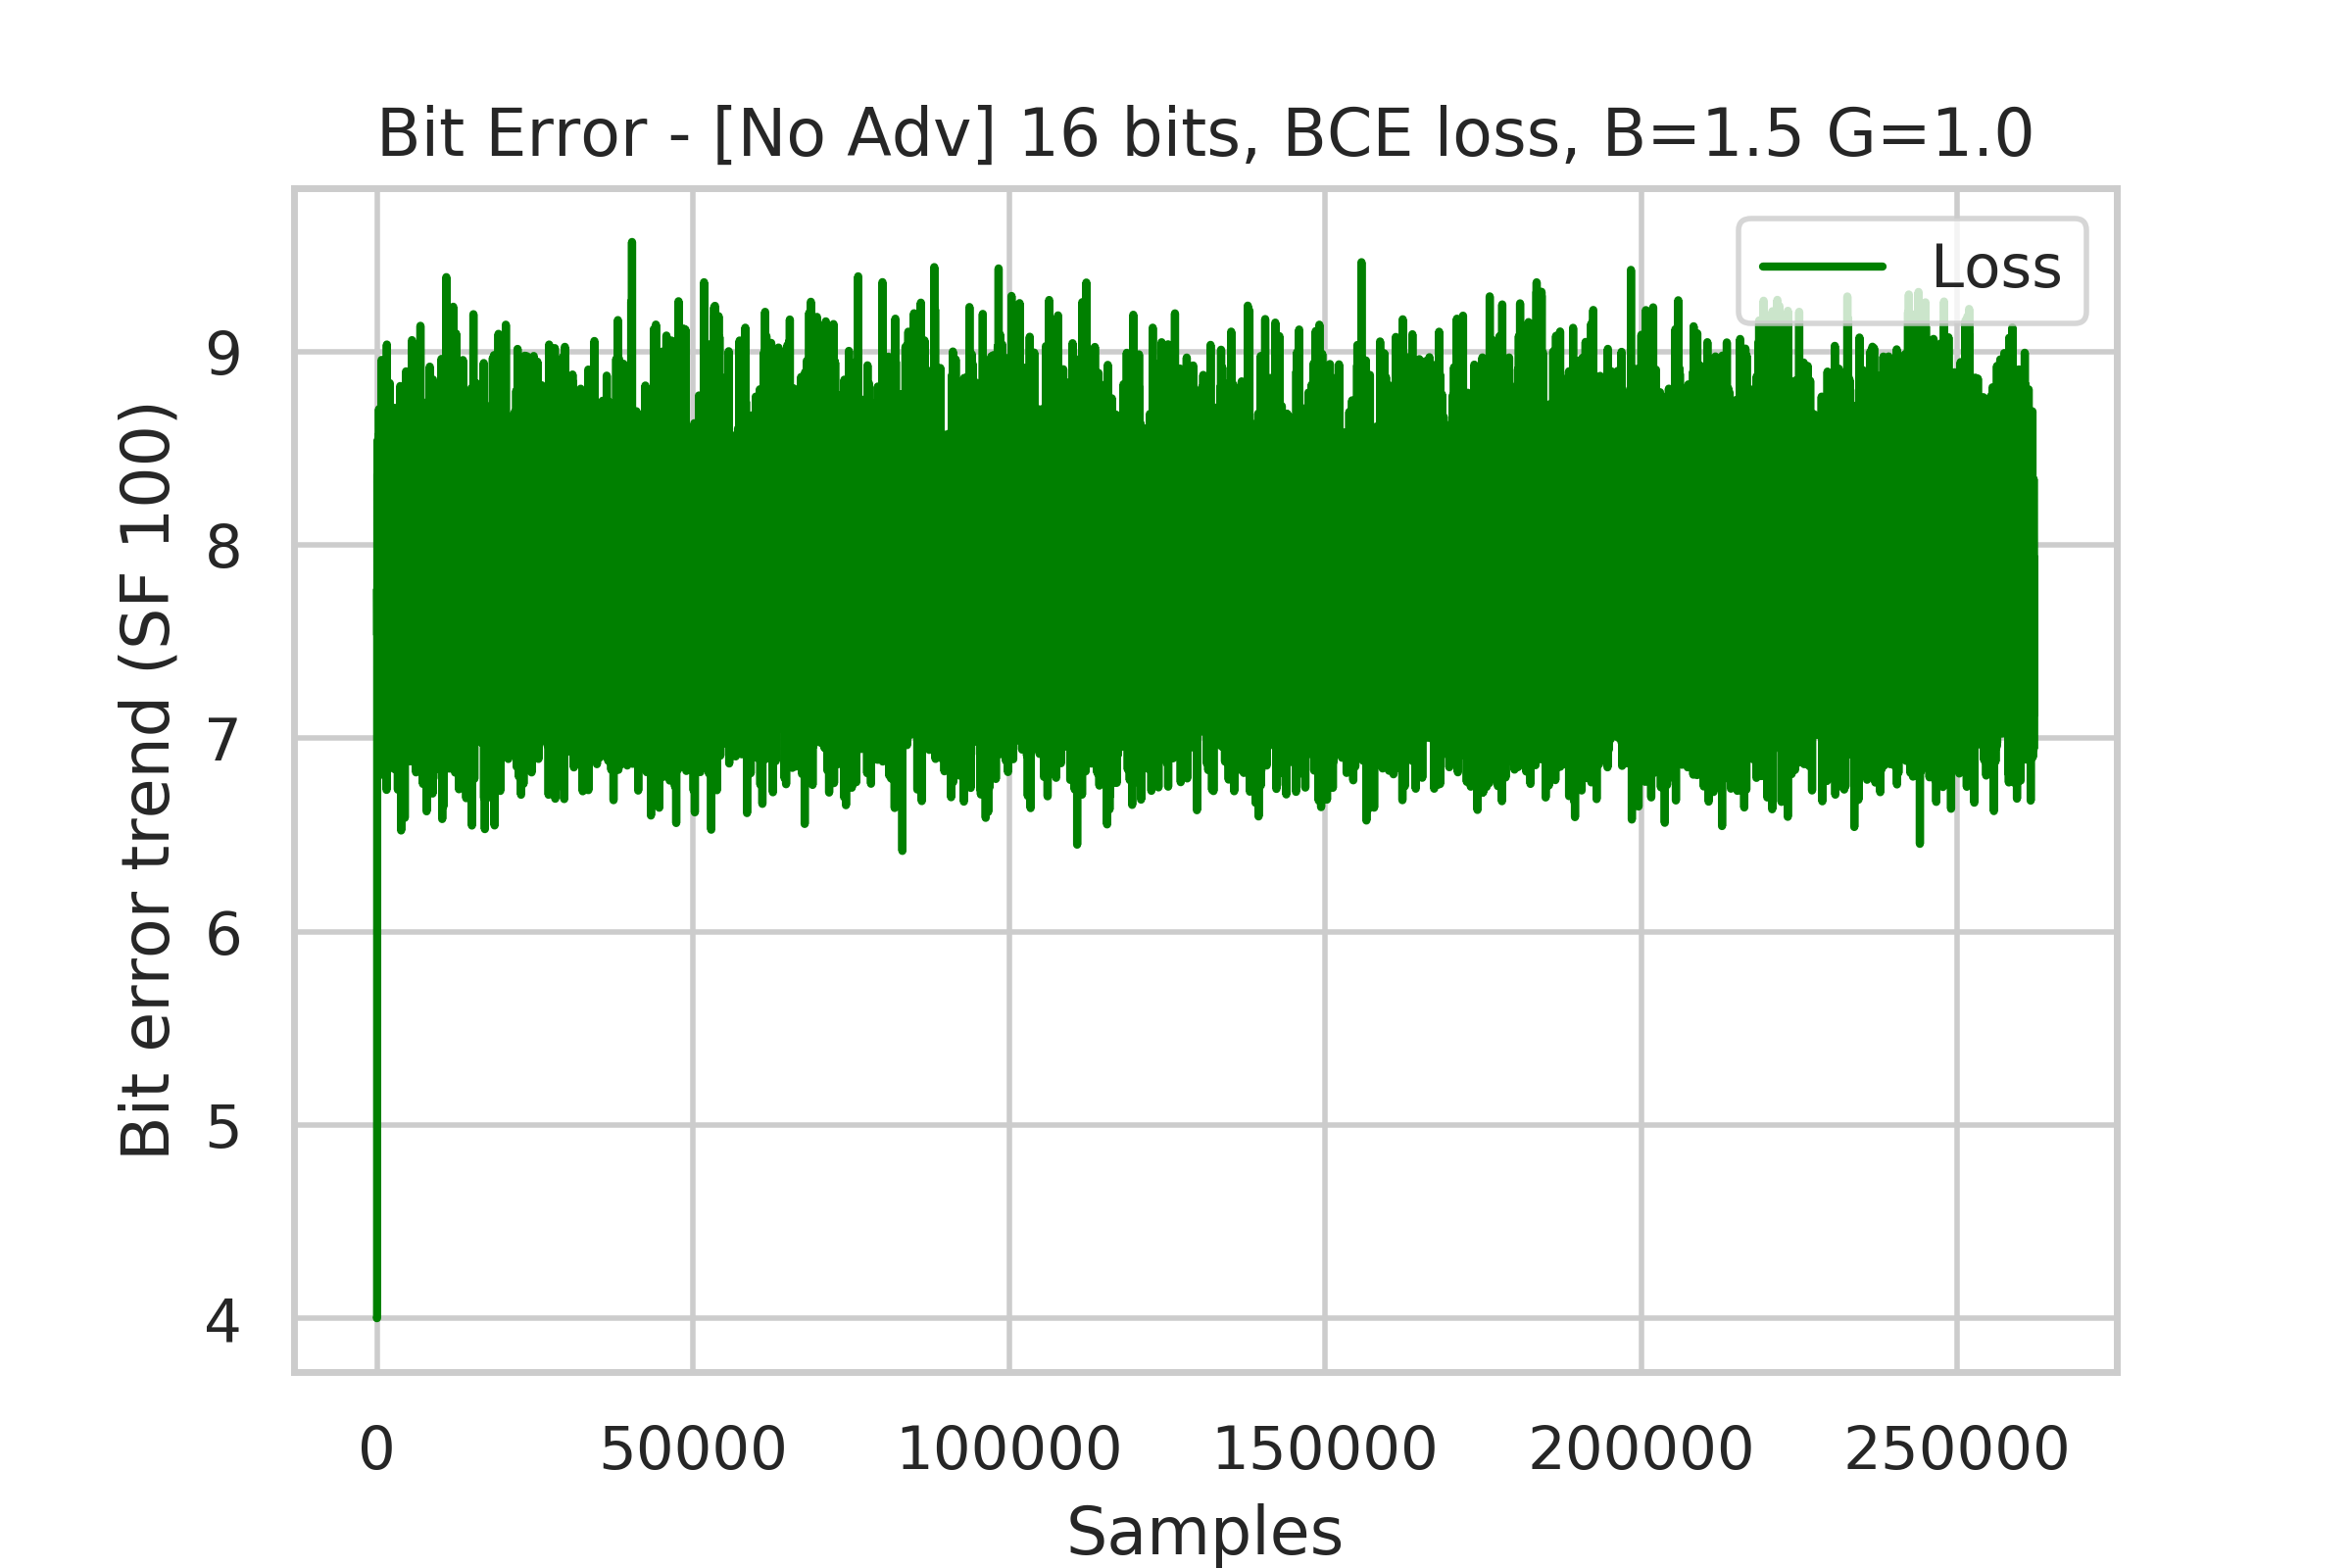 Bit Error - [No Adv] 16 bits, BCE loss, B=1.5 G=1.0
Loss
Bit error trend (SF 100)
9
8
7
6
5
4
0 50000 100000 150000 200000 250000
Samples